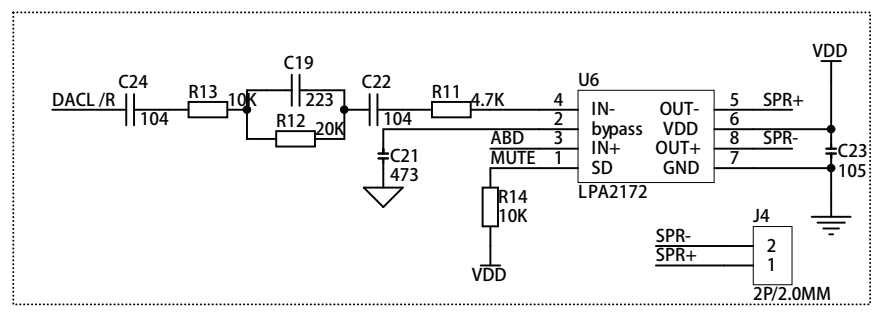 VDD
C19
U6
C24
C22
R13
R11
DACL /R
10K
223
4.7K
4
IN-
OUT-
5
SPR+
104
R12
20K
104
2
bypass
VDD
6
ABD
3
IN+
OUT+
8
SPR-
C21
MUTE
1
SD
GND
7
C23
473
105
R14
LPA2172
10K
J4
SPR-
2
SPR+
1
VDD
2P/2.0MM